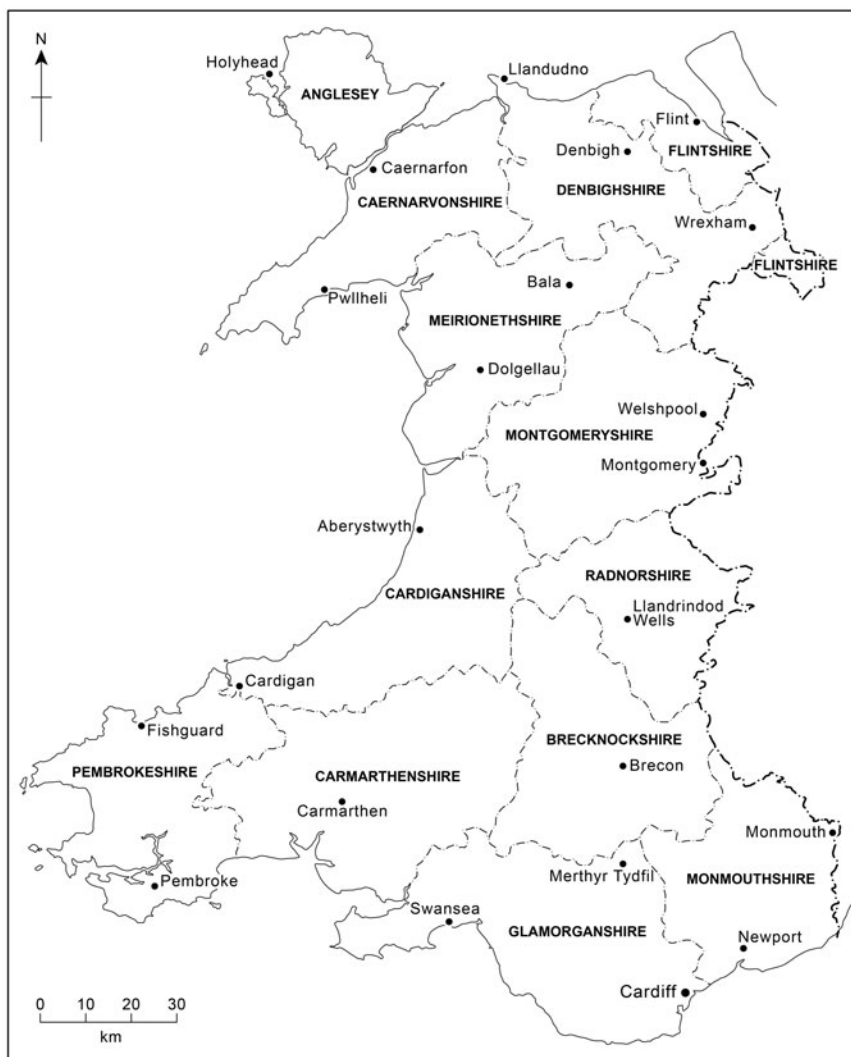 N
Holyhead
ANGLESEY
Llandudno
Flint
FLINTSHIRE
Denbigh
DENBIGHSHIRE
Caernarfon
CAERNARVONSHIRE
Wrexham
FLINTSHIRE
Pwllheli
Bala
MEIRIONETHSHIRE
Dolgellau
Welshpool
MONTGOMERYSHIRE
Montgomery
Aberystwyth
RADNORSHIRE
CARDIGANSHIRE
Llandrindod
Wells
Cardigan
Fishguard
BRECKNOCKSHIRE
PEMBROKESHIRE
CARMARTHENSHIRE
Brecon
Carmarthen
Monmouth
Pembroke
Merthyr Tydfil
MONMOUTHSHIRE
Swansea
GLAMORGANSHIRE
Newport
Cardiff
0 10 20 30
km